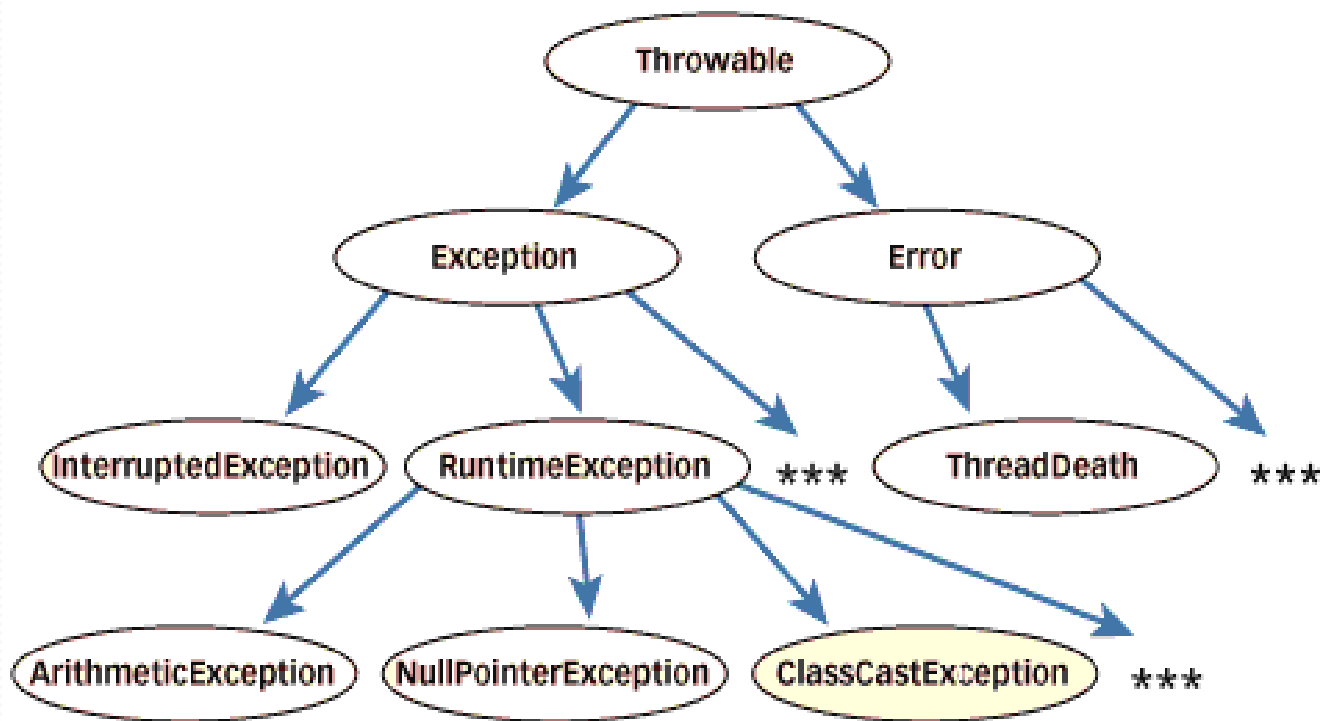 Throwable
Exception Error
InterruptedException RuntimeException *** ThreadDeath ***
ArithmeticException NullPointerException ClassCastException ***